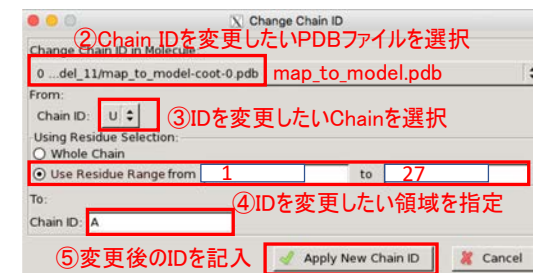 Change Chain ID
②Chain IDを変更したいPDBファイルを選択
Change Chain ID in Molecule:
0 ...del_11/map_to_model-coot-0.pdb map_to_model.pdb
From:
Chain ID: U ③IDを変更したいChainを選択
Using Residue Selection:
Whole Chain
Use Residue Range from 1 to 27
To: ④IDを変更したい領域を指定
Chain ID: A
⑤変更後のIDを記入 Apply New Chain ID Cancel